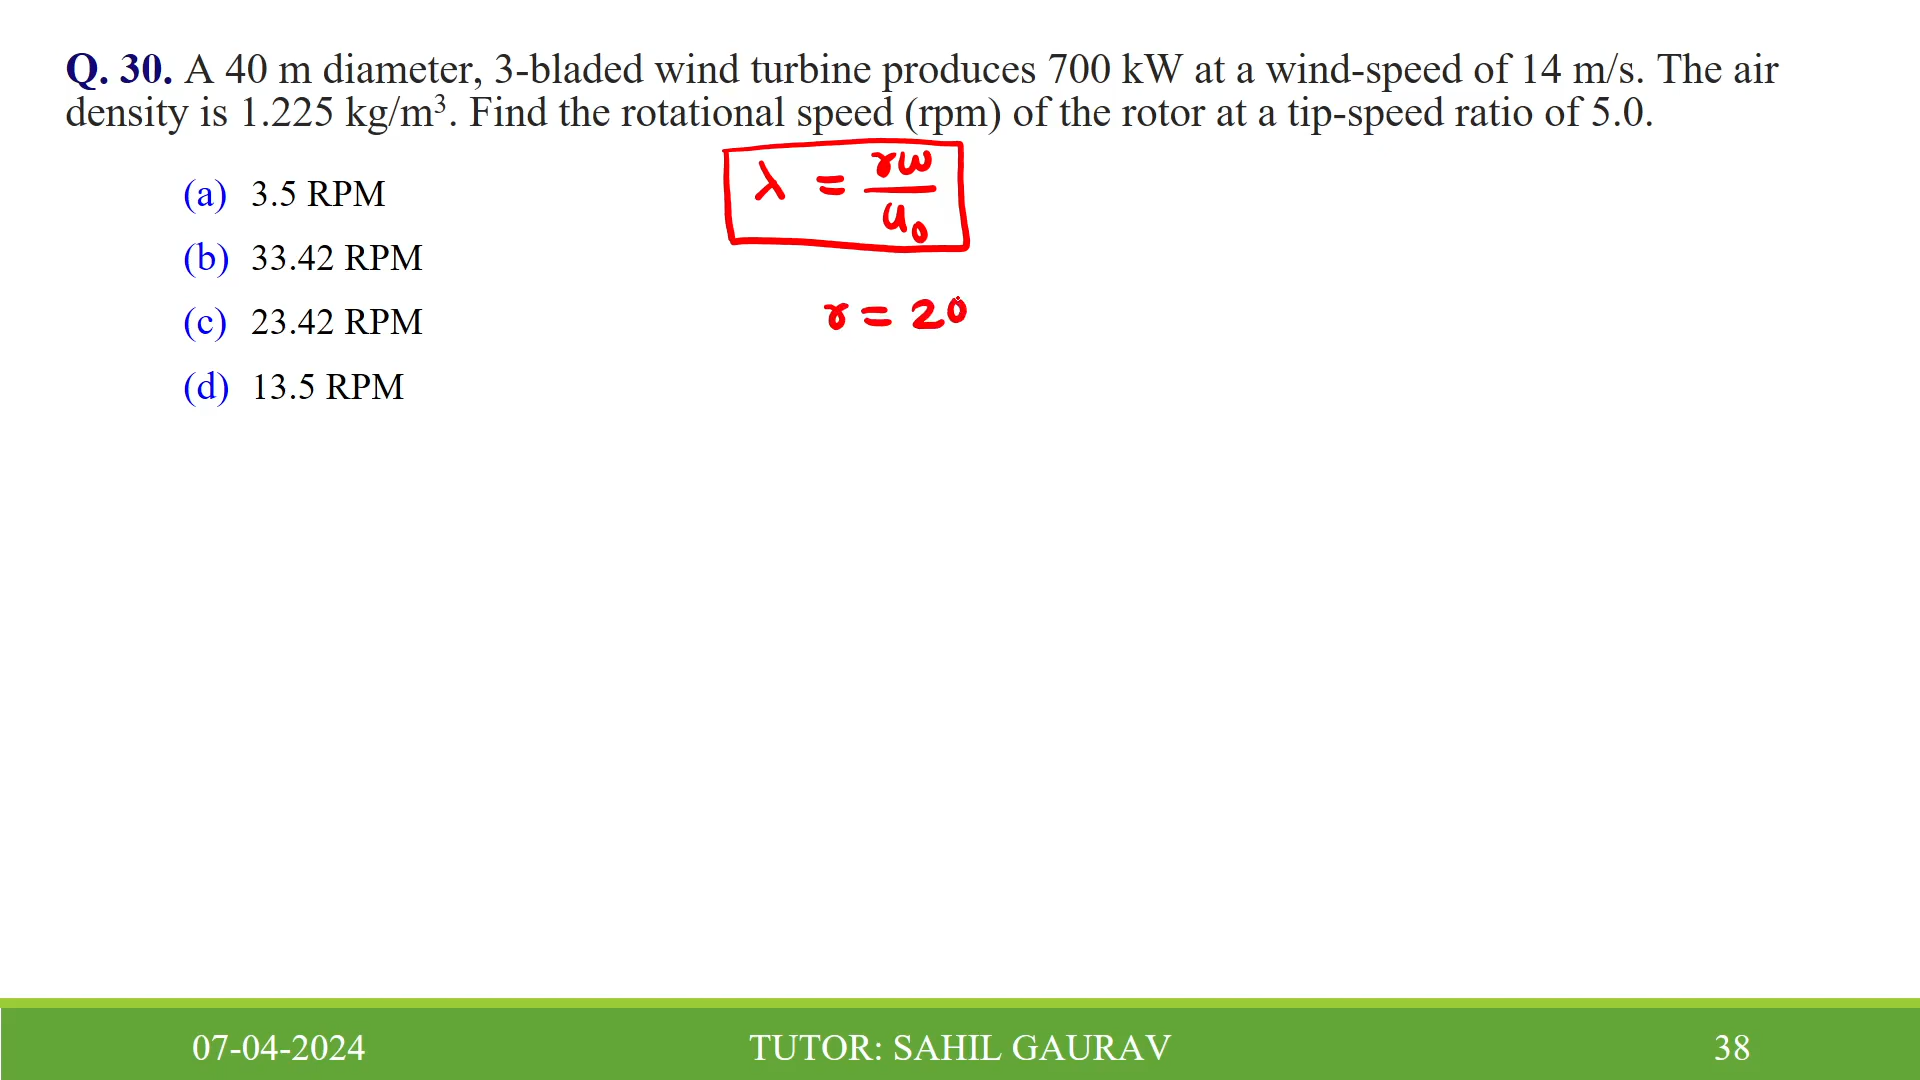 Q. 30. A 40 m diameter, 3-bladed wind turbine produces 700 kW at a wind-speed of 14 m/s. The air
density is 1.225 kg/m³. Find the rotational speed (rpm) of the rotor at a tip-speed ratio of 5.0.
λ = rω/u₀
(a) 3.5 RPM
(b) 33.42 RPM
r = 20
(c) 23.42 RPM
(d) 13.5 RPM
07-04-2024 TUTOR: SAHIL GAURAV 38